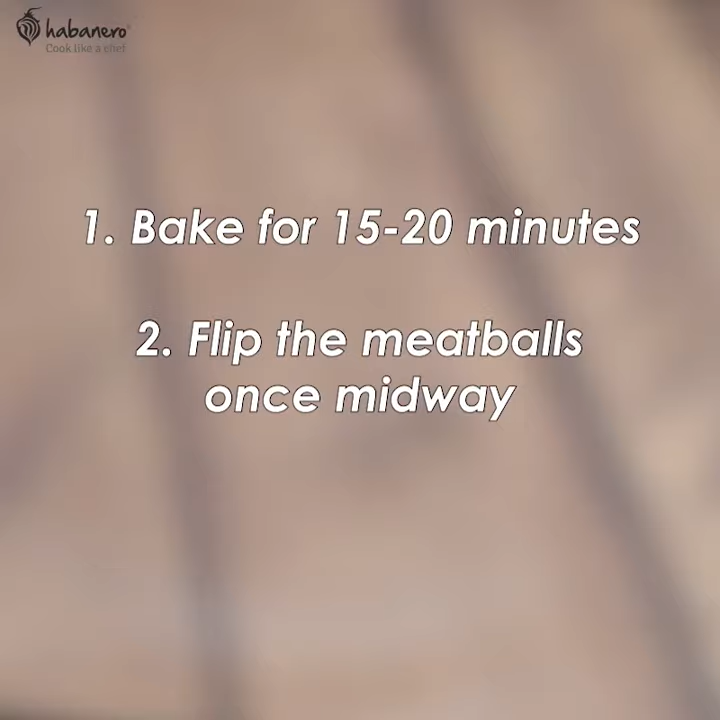 habanero
Cook like a chef
1. Bake for 15-20 minutes
2. Flip the meatballs
once midway